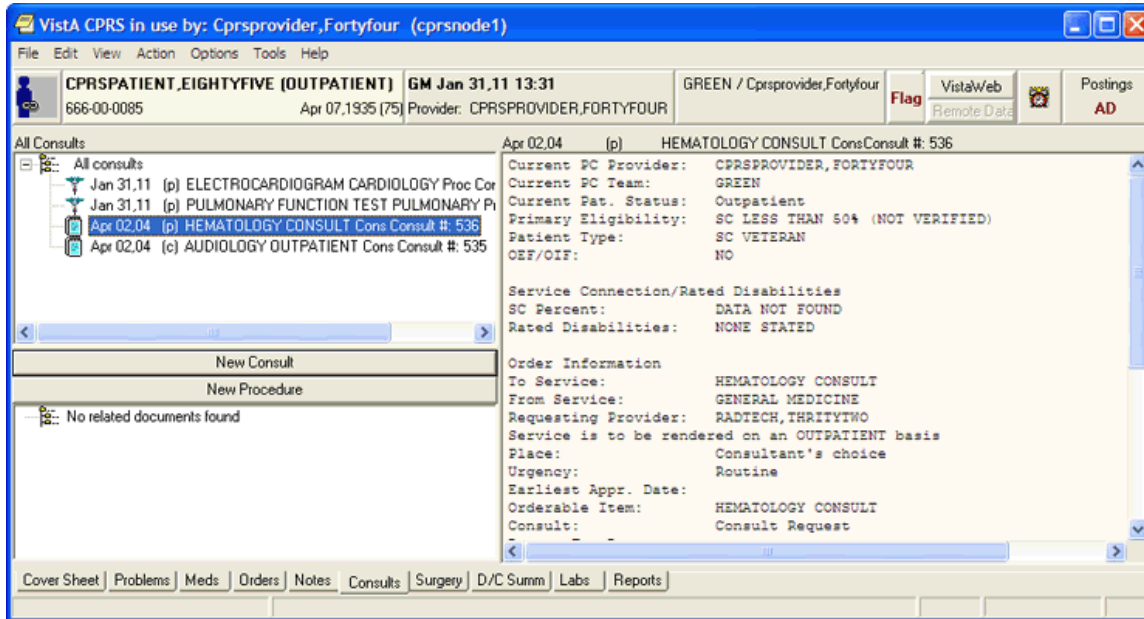 VistA CPRS in use by: Cprsprovider,Fortyfour (cprsnode1)
File Edit View Action Options Tools Help
CPRSPATIENT,EIGHTYFIVE (OUTPATIENT) GM Jan 31,11 13:31 GREEN / Cprsprovider,Fortyfour Flag VistaWeb Postings
666-00-0085 Apr 07,1935 (75) Provider: CPRSPROVIDER,FORTYFOUR Remote Data AD
All Consults
All consults
Jan 31,11 (p) ELECTROCARDIOGRAM CARDIOLOGY Proc Cor
Jan 31,11 (p) PULMONARY FUNCTION TEST PULMONARY P
Apr 02,04 (p) HEMATOLOGY CONSULT Cons Consult #: 536
Apr 02,04 (c) AUDIOLOGY OUTPATIENT Cons Consult #: 535
New Consult
New Procedure
No related documents found
Apr 02,04 (p) HEMATOLOGY CONSULT ConsConsult #: 536
Current PC Provider: CPRSPROVIDER,FORTYFOUR
Current PC Team: GREEN
Current Pat. Status: Outpatient
Primary Eligibility: SC LESS THAN 50% (NOT VERIFIED)
Patient Type: SC VETERAN
OEF/OIF: NO
Service Connection/Rated Disabilities
SC Percent: DATA NOT FOUND
Rated Disabilities: NONE STATED
Order Information
To Service: HEMATOLOGY CONSULT
From Service: GENERAL MEDICINE
Requesting Provider: RADTECH,THRITYTWO
Service is to be rendered on an OUTPATIENT basis
Place: Consultant's choice
Urgency: Routine
Earliest Appr. Date:
Orderable Item: HEMATOLOGY CONSULT
Consult: Consult Request
Cover Sheet Problems Meds Orders Notes Consults Surgery D/C Summ Labs Reports